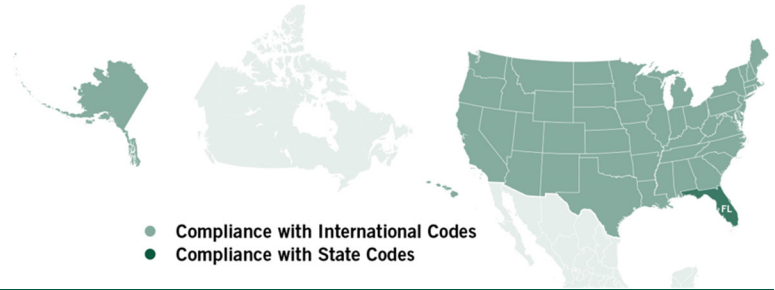 FL
Compliance with International Codes
Compliance with State Codes